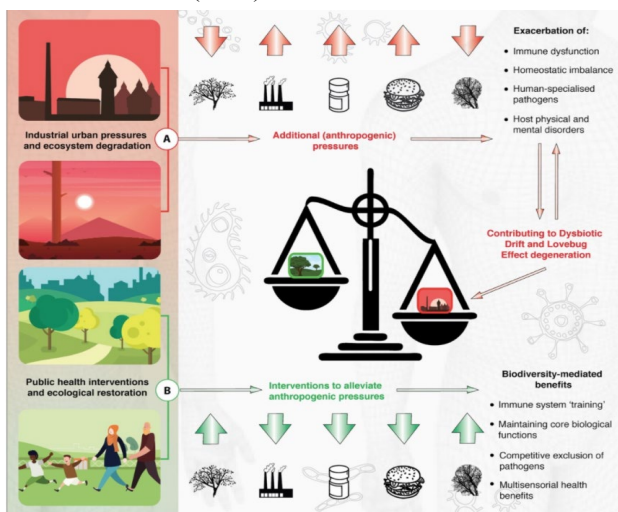 Exacerbation of:
• Immune dysfunction
• Homeostatic imbalance
• Human-specialised
pathogens
• Host physical and
mental disorders
Industrial urban pressures
and ecosystem degradation
A
Additional (anthropogenic)
pressures
Contributing to Dysbiotic
Drift and Lovebug
Effect degeneration
Public health interventions
and ecological restoration
B
Interventions to alleviate
anthropogenic pressures
Biodiversity-mediated
benefits
• Immune system ‘training’
• Maintaining core biological
functions
• Competitive exclusion of
pathogens
• Multisensorial health
benefits